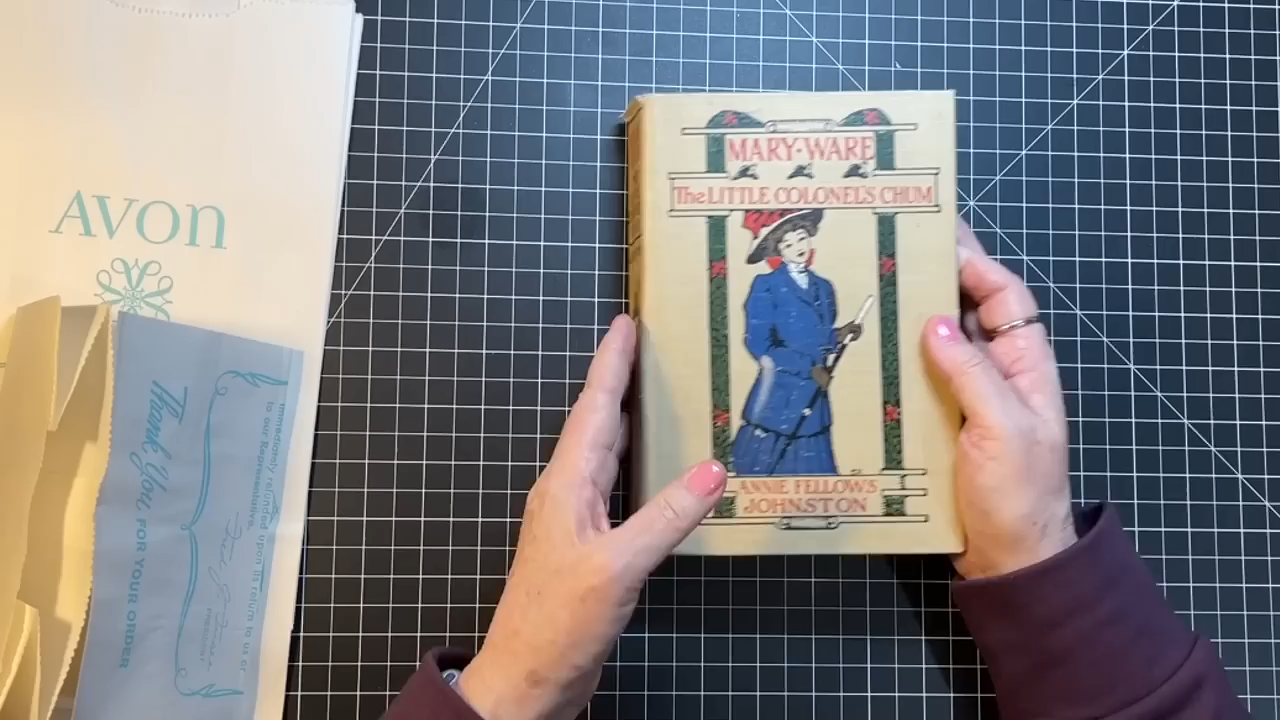 AVON
Thank You FOR YOUR ORDER
immediately refunded upon its return to us or
to our Representative.
PRESIDENT
MARY·WARE
The LITTLE COLONEL'S CHUM
ANNIE FELLOWS
JOHNSTON